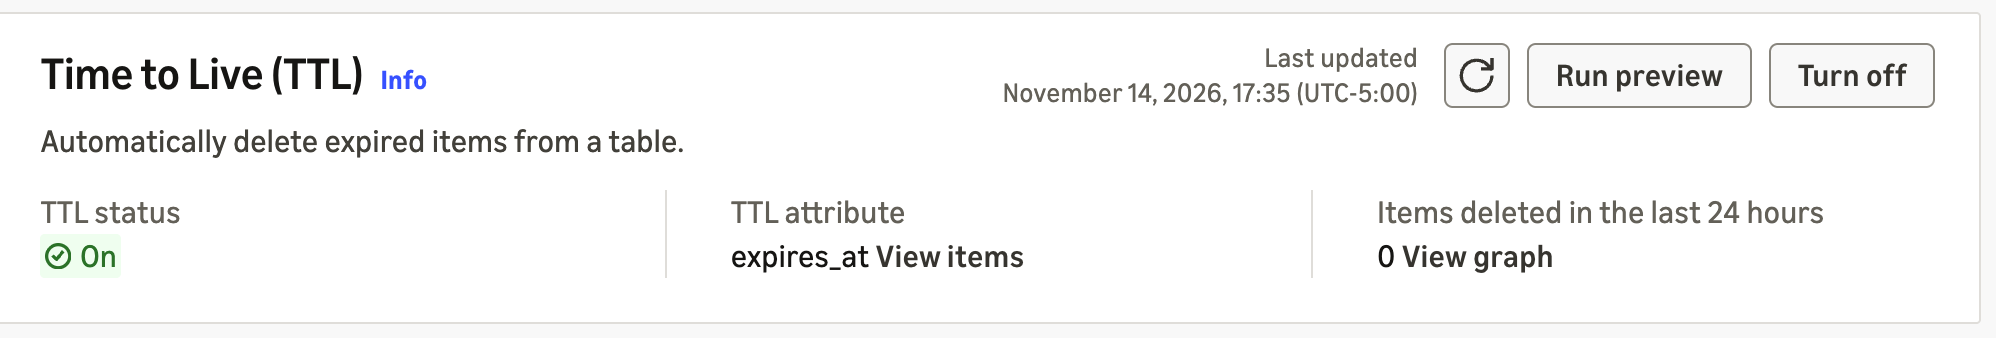 Time to Live (TTL) Info
Last updated
November 14, 2026, 17:35 (UTC-5:00)
Run preview
Turn off
Automatically delete expired items from a table.
TTL status
On
TTL attribute
expires_at View items
Items deleted in the last 24 hours
0 View graph